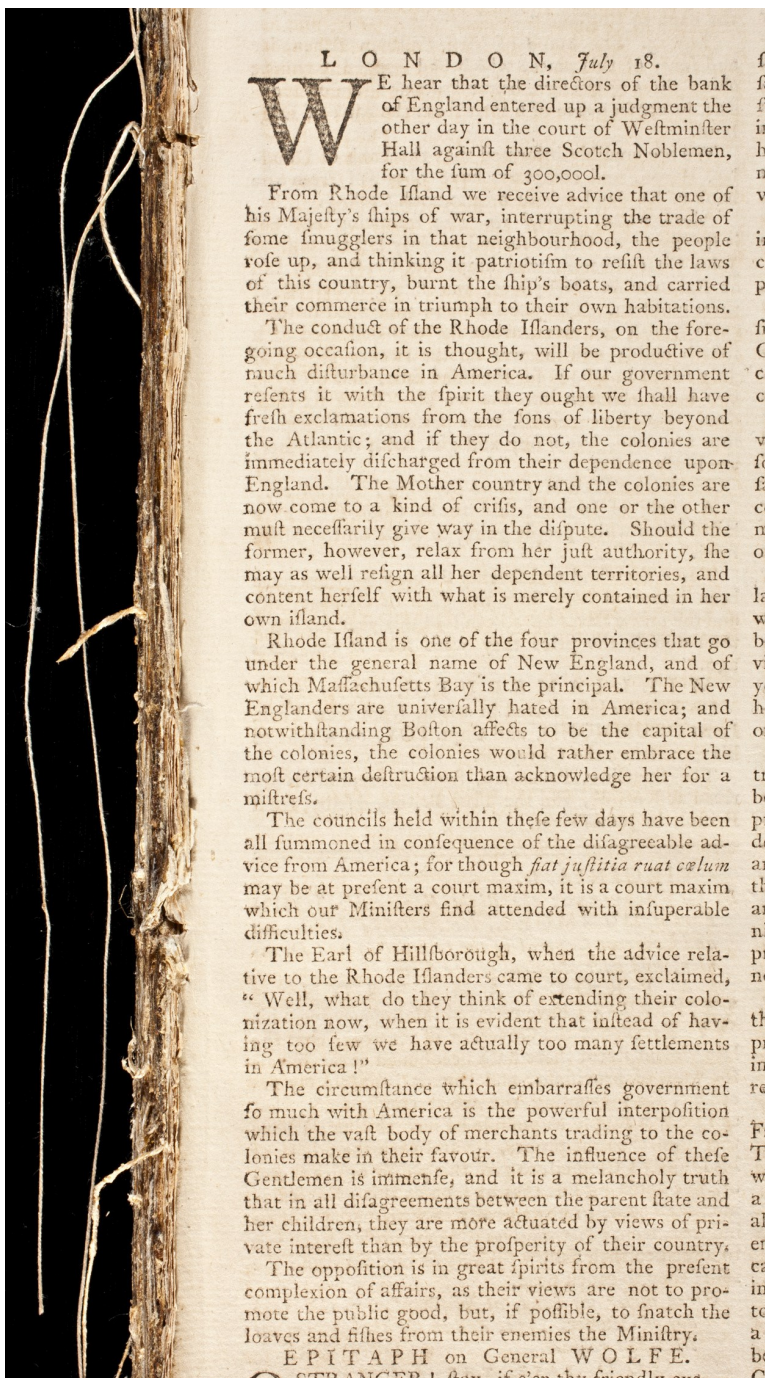 LONDON, July 18.
WE hear that the directors of the bank
of England entered up a judgment the
other day in the court of Weſtminſter
Hall againſt three Scotch Noblemen,
for the ſum of 300,000l.
From Rhode Iſland we receive advice that one of
his Majeſty's ſhips of war, interrupting the trade of
ſome ſmugglers in that neighbourhood, the people
roſe up, and thinking it patriotiſm to reſiſt the laws
of this country, burnt the ſhip's boats, and carried
their commerce in triumph to their own habitations.
The conduct of the Rhode Iſlanders, on the fore-
going occaſion, it is thought, will be productive of
much diſturbance in America. If our government
reſents it with the ſpirit they ought we ſhall have
freſh exclamations from the ſons of liberty beyond
the Atlantic; and if they do not, the colonies are
immediately diſcharged from their dependence upon
England. The Mother country and the colonies are
now come to a kind of criſis, and one or the other
muſt neceſſarily give way in the diſpute. Should the
former, however, relax from her juſt authority, ſhe
may as well reſign all her dependent territories, and
content herſelf with what is merely contained in her
own iſland.
Rhode Iſland is one of the four provinces that go
under the general name of New England, and of
which Maſſachuſetts Bay is the principal. The New
Englanders are univerſally hated in America; and
notwithſtanding Boſton affects to be the capital of
the colonies, the colonies would rather embrace the
moſt certain deſtruction than acknowledge her for a
miſtreſs.
The councils held within theſe few days have been
all ſummoned in conſequence of the diſagreeable ad-
vice from America; for though fiat juſtitia ruat cœlum
may be at preſent a court maxim, it is a court maxim
which our Miniſters find attended with inſuperable
difficulties.
The Earl of Hillſborough, when the advice rela-
tive to the Rhode Iſlanders came to court, exclaimed,
“ Well, what do they think of extending their colo-
nization now, when it is evident that inſtead of hav-
ing too few we have actually too many ſettlements
in America !”
The circumſtance which embarraſſes government
ſo much with America is the powerful interpoſition
which the vaſt body of merchants trading to the co-
lonies make in their favour. The influence of theſe
Gentlemen is immenſe, and it is a melancholy truth
that in all diſagreements between the parent ſtate and
her children, they are more actuated by views of pri-
vate intereſt than by the proſperity of their country.
The oppoſition is in great ſpirits from the preſent
complexion of affairs, as their views are not to pro-
mote the public good, but, if poſſible, to ſnatch the
loaves and fiſhes from their enemies the Miniſtry.
EPITAPH on General WOLFE.